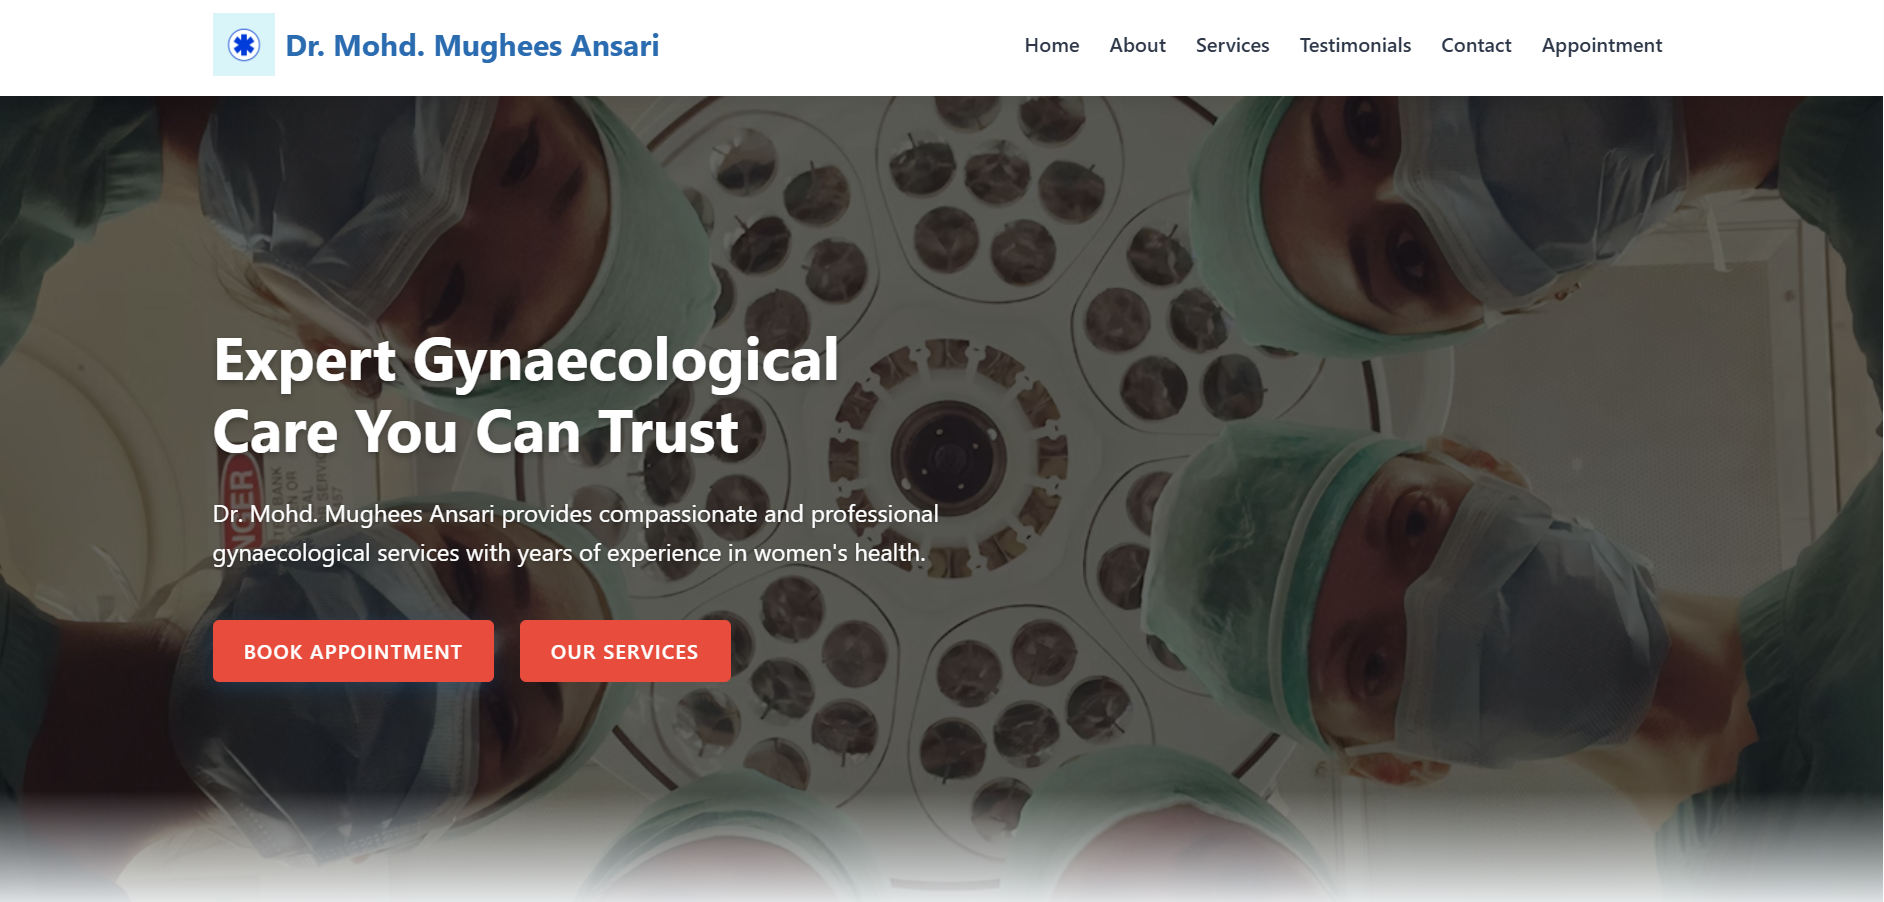 Dr. Mohd. Mughees Ansari
Home About Services Testimonials Contact Appointment
Expert Gynaecological
Care You Can Trust
Dr. Mohd. Mughees Ansari provides compassionate and professional
gynaecological services with years of experience in women's health.
BOOK APPOINTMENT
OUR SERVICES